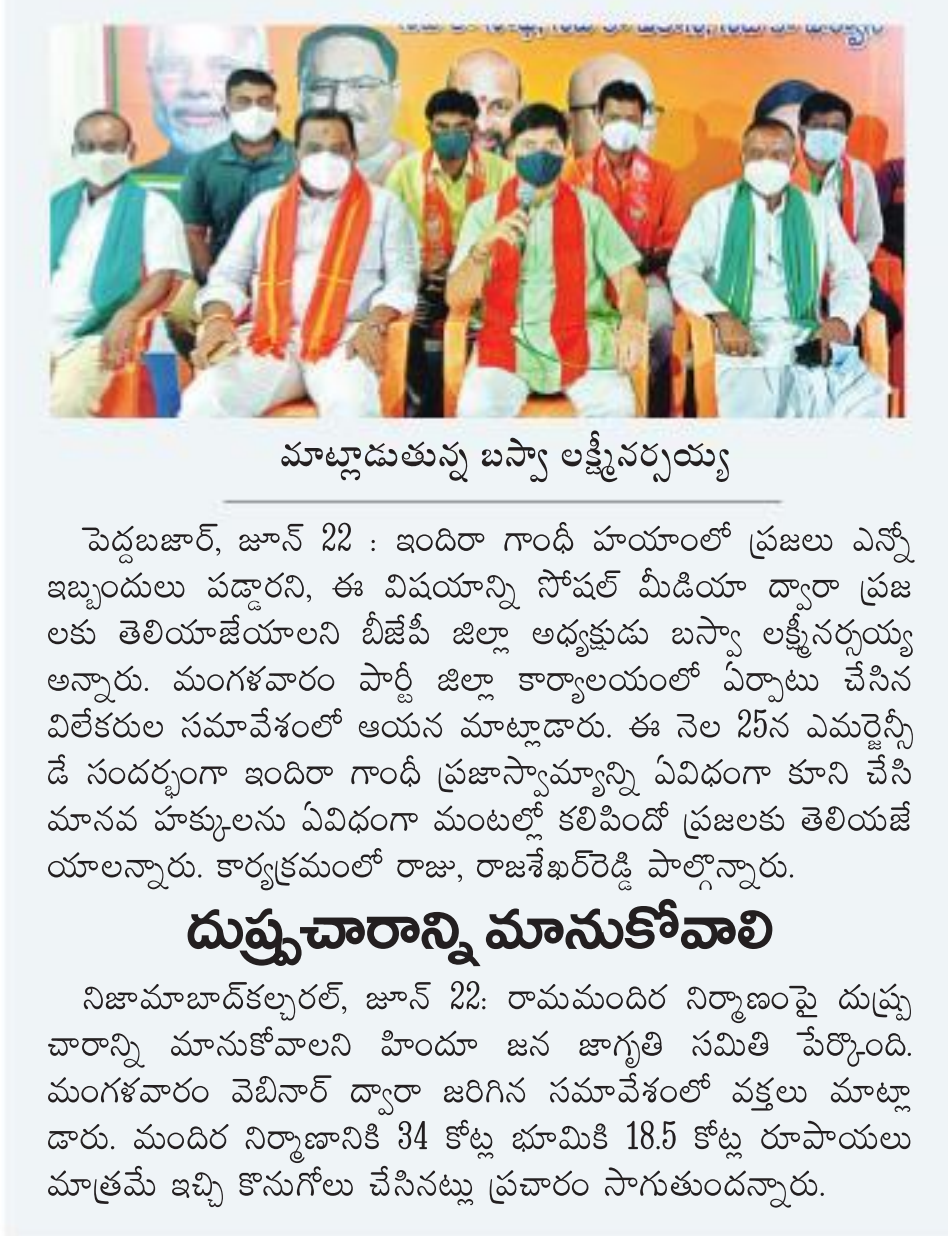 మాట్లాడుతున్న బస్వా లక్ష్మీనర్సయ్య
పెద్దబజార్, జూన్ 22 : ఇందిరా గాంధీ హయాంలో ప్రజలు ఎన్నో
ఇబ్బందులు పడ్డారని, ఈ విషయాన్ని సోషల్ మీడియా ద్వారా ప్రజ
లకు తెలియాజేయాలని బీజేపీ జిల్లా అధ్యక్షుడు బస్వా లక్ష్మీనర్సయ్య
అన్నారు. మంగళవారం పార్టీ జిల్లా కార్యాలయంలో ఏర్పాటు చేసిన
విలేకరుల సమావేశంలో ఆయన మాట్లాడారు. ఈ నెల 25న ఎమర్జెన్సీ
డే సందర్భంగా ఇందిరా గాంధీ ప్రజాస్వామ్యాన్ని ఏవిధంగా కూని చేసి
మానవ హక్కులను ఏవిధంగా మంటల్లో కలిపిందో ప్రజలకు తెలియజే
యాలన్నారు. కార్యక్రమంలో రాజు, రాజశేఖర్‌రెడ్డి పాల్గొన్నారు.
దుష్ప్రచారాన్ని మానుకోవాలి
నిజామాబాద్‌కల్చరల్, జూన్ 22: రామమందిర నిర్మాణంపై దుష్ప్ర
చారాన్ని మానుకోవాలని హిందూ జన జాగృతి సమితి పేర్కొంది.
మంగళవారం వెబినార్ ద్వారా జరిగిన సమావేశంలో వక్తలు మాట్లా
డారు. మందిర నిర్మాణానికి 34 కోట్ల భూమికి 18.5 కోట్ల రూపాయలు
మాత్రమే ఇచ్చి కొనుగోలు చేసినట్లు ప్రచారం సాగుతుందన్నారు.